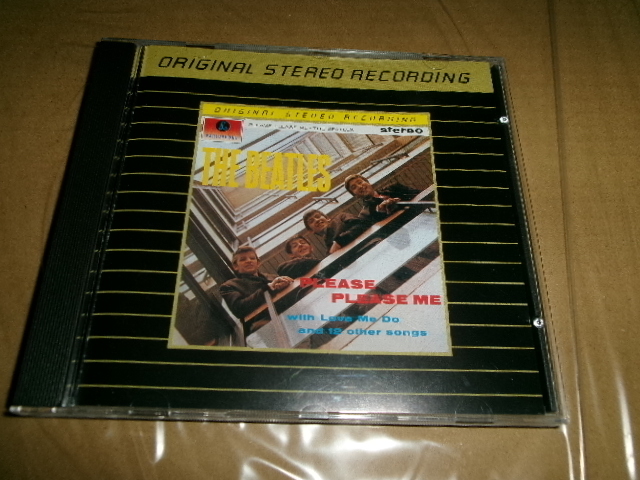 ORIGINAL STEREO RECORDING
ORIGINAL STEREO RECORDING
stereo
THE BEATLES
PLEASE
PLEASE ME
with Love Me Do
and 12 other songs